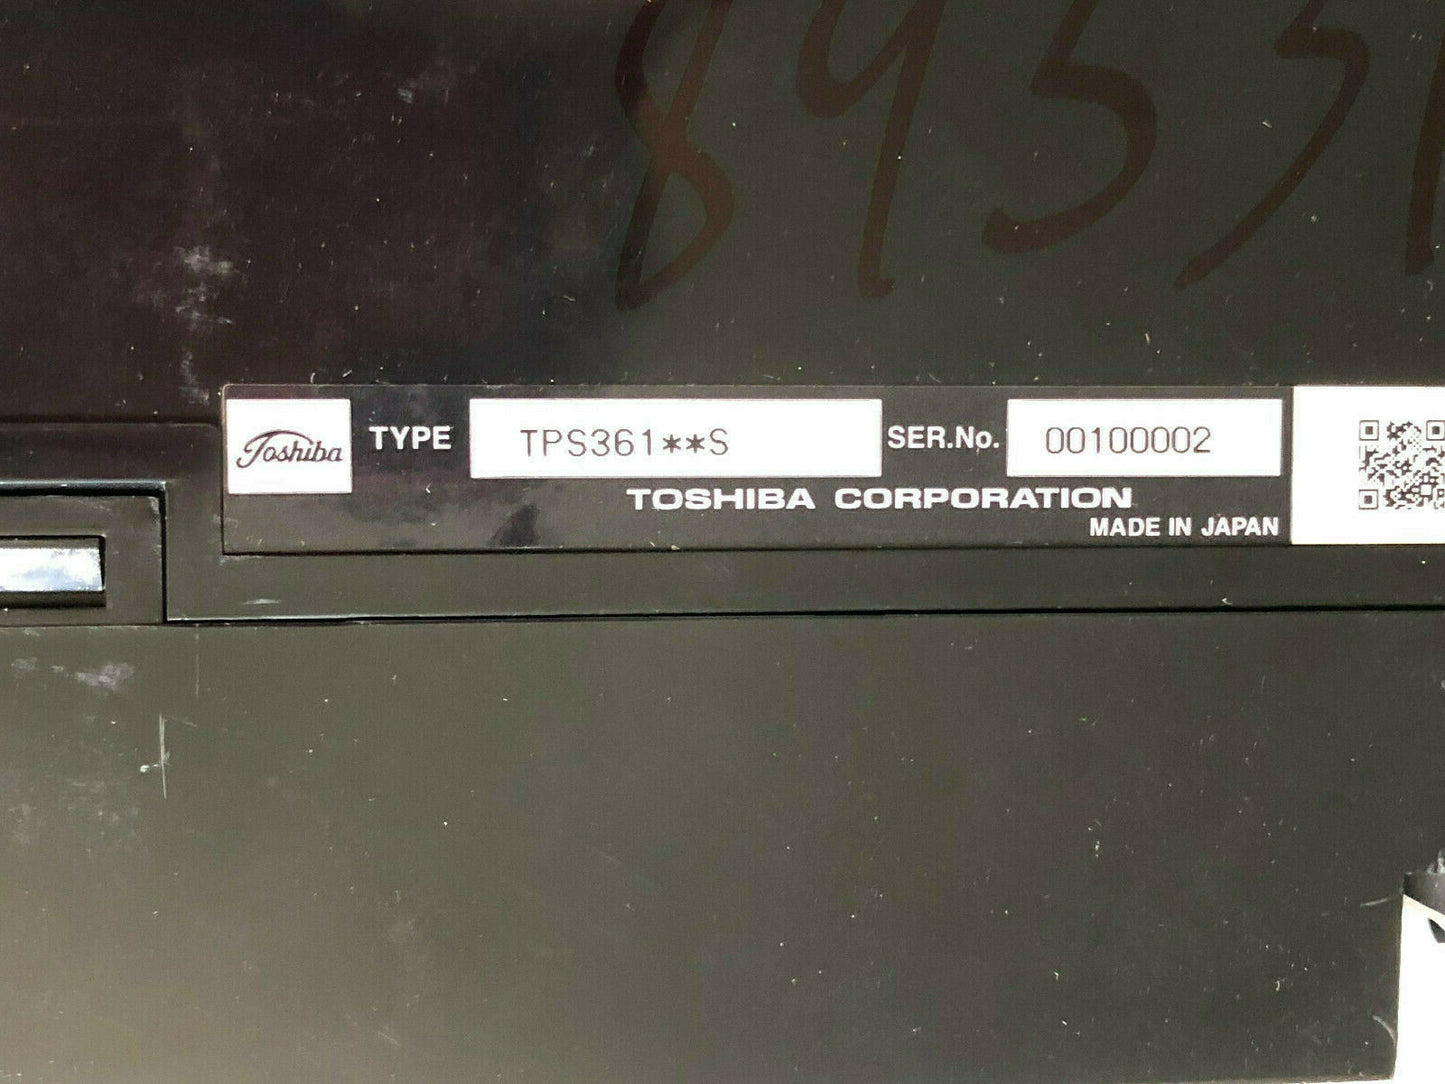 Toshiba TYPE TPS361**S SER.No. 00100002
TOSHIBA CORPORATION
MADE IN JAPAN